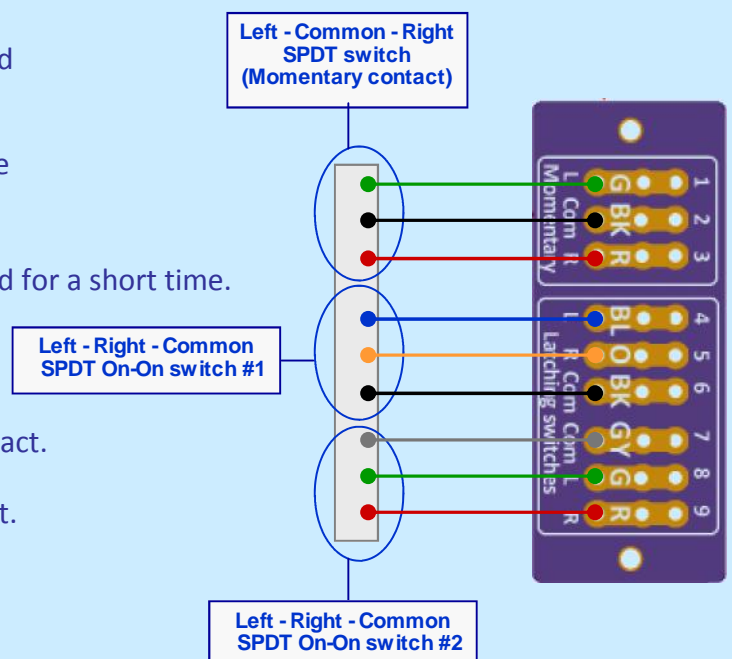 Left - Common - Right
SPDT switch
(Momentary contact)
d
e
d for a short time.
Left - Right - Common
SPDT On-On switch #1
act.
t.
Left - Right - Common
SPDT On-On switch #2
L Com R
Momentary
G BK R
1 2 3
L R Com Com L R
Latching switches
BL O BK GY G R
4 5 6 7 8 9